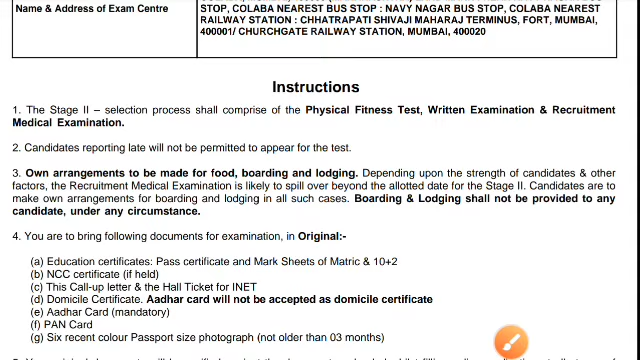 Name & Address of Exam Centre
STOP, COLABA NEAREST BUS STOP : NAVY NAGAR BUS STOP, COLABA NEAREST
RAILWAY STATION : CHHATRAPATI SHIVAJI MAHARAJ TERMINUS, FORT, MUMBAI,
400001/ CHURCHGATE RAILWAY STATION, MUMBAI, 400020
Instructions
1. The Stage II – selection process shall comprise of the Physical Fitness Test, Written Examination & Recruitment
Medical Examination.
2. Candidates reporting late will not be permitted to appear for the test.
3. Own arrangements to be made for food, boarding and lodging. Depending upon the strength of candidates & other
factors, the Recruitment Medical Examination is likely to spill over beyond the allotted date for the Stage II. Candidates are to
make own arrangements for boarding and lodging in all such cases. Boarding & Lodging shall not be provided to any
candidate, under any circumstance.
4. You are to bring following documents for examination, in Original:-
(a) Education certificates: Pass certificate and Mark Sheets of Matric & 10+2
(b) NCC certificate (if held)
(c) This Call-up letter & the Hall Ticket for INET
(d) Domicile Certificate. Aadhar card will not be accepted as domicile certificate
(e) Aadhar Card (mandatory)
(f) PAN Card
(g) Six recent colour Passport size photograph (not older than 03 months)